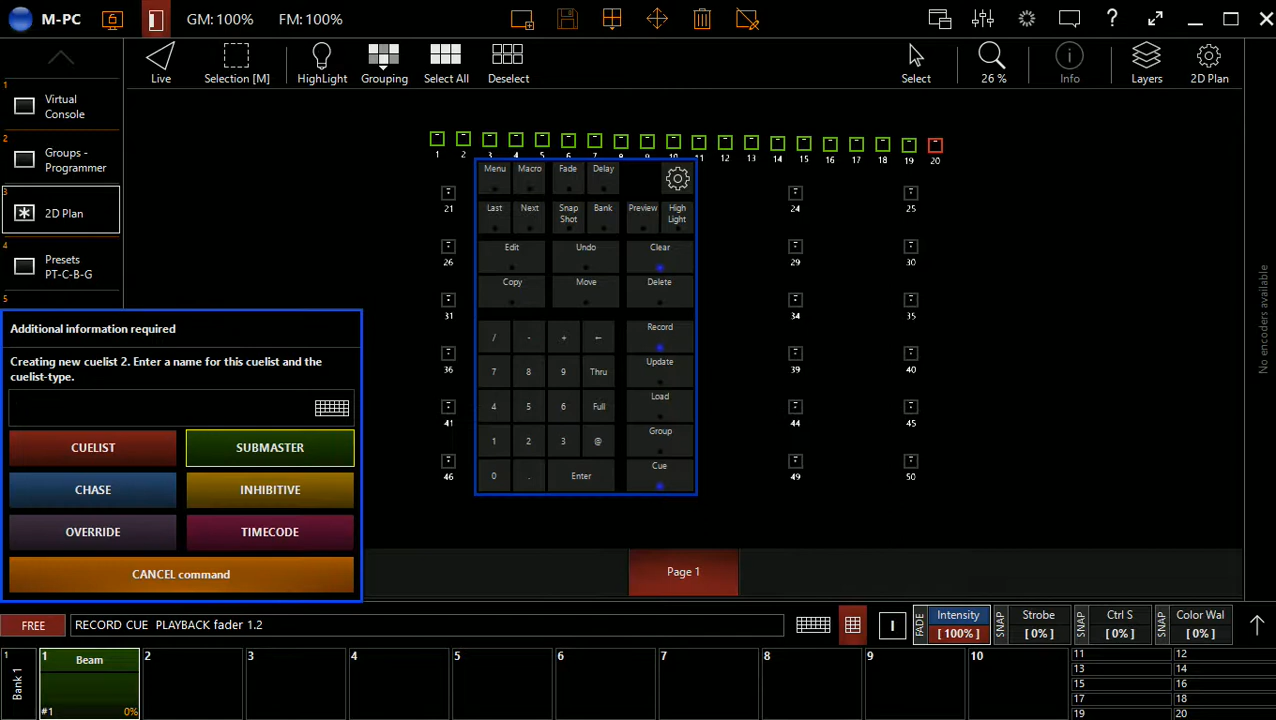 M-PC
6
GM: 100%
FM: 100%
Live
Selection [M]
HighLight
Grouping
Select All
Deselect
Select
26 %
Info
Layers
2D Plan
1
Virtual
Console
2
Groups -
Programmer
3
2D Plan
4
Presets
PT-C-B-G
5
1 2 3 4 5 6 7 8 9 10 11 12 13 14 15 16 17 18 19 20
21 24 25
26 29 30
31 34 35
36 39 40
41 44 45
46 49 50
Menu Macro Fade Delay
Last Next Snap
Shot Bank Preview High
Light
Edit Undo Clear
Copy Move Delete
/ - + ← Record
7 8 9 Thru Update
4 5 6 Full Load
1 2 3 @ Group
0 . Enter Cue
No encoders available
Additional information required
Creating new cuelist 2. Enter a name for this cuelist and the
cuelist-type.
CUELIST SUBMASTER
CHASE INHIBITIVE
OVERRIDE TIMECODE
CANCEL command
Page 1
FREE
RECORD CUE PLAYBACK fader 1.2
I
FADE
Intensity
[ 100% ]
SNAP
Strobe
[ 0% ]
SNAP
Ctrl S
[ 0% ]
SNAP
Color Wal
[ 0% ]
1
Bank 1
1 Beam
#1 0%
2 3 4 5 6 7 8 9 10
11 12
13 14
15 16
17 18
19 20